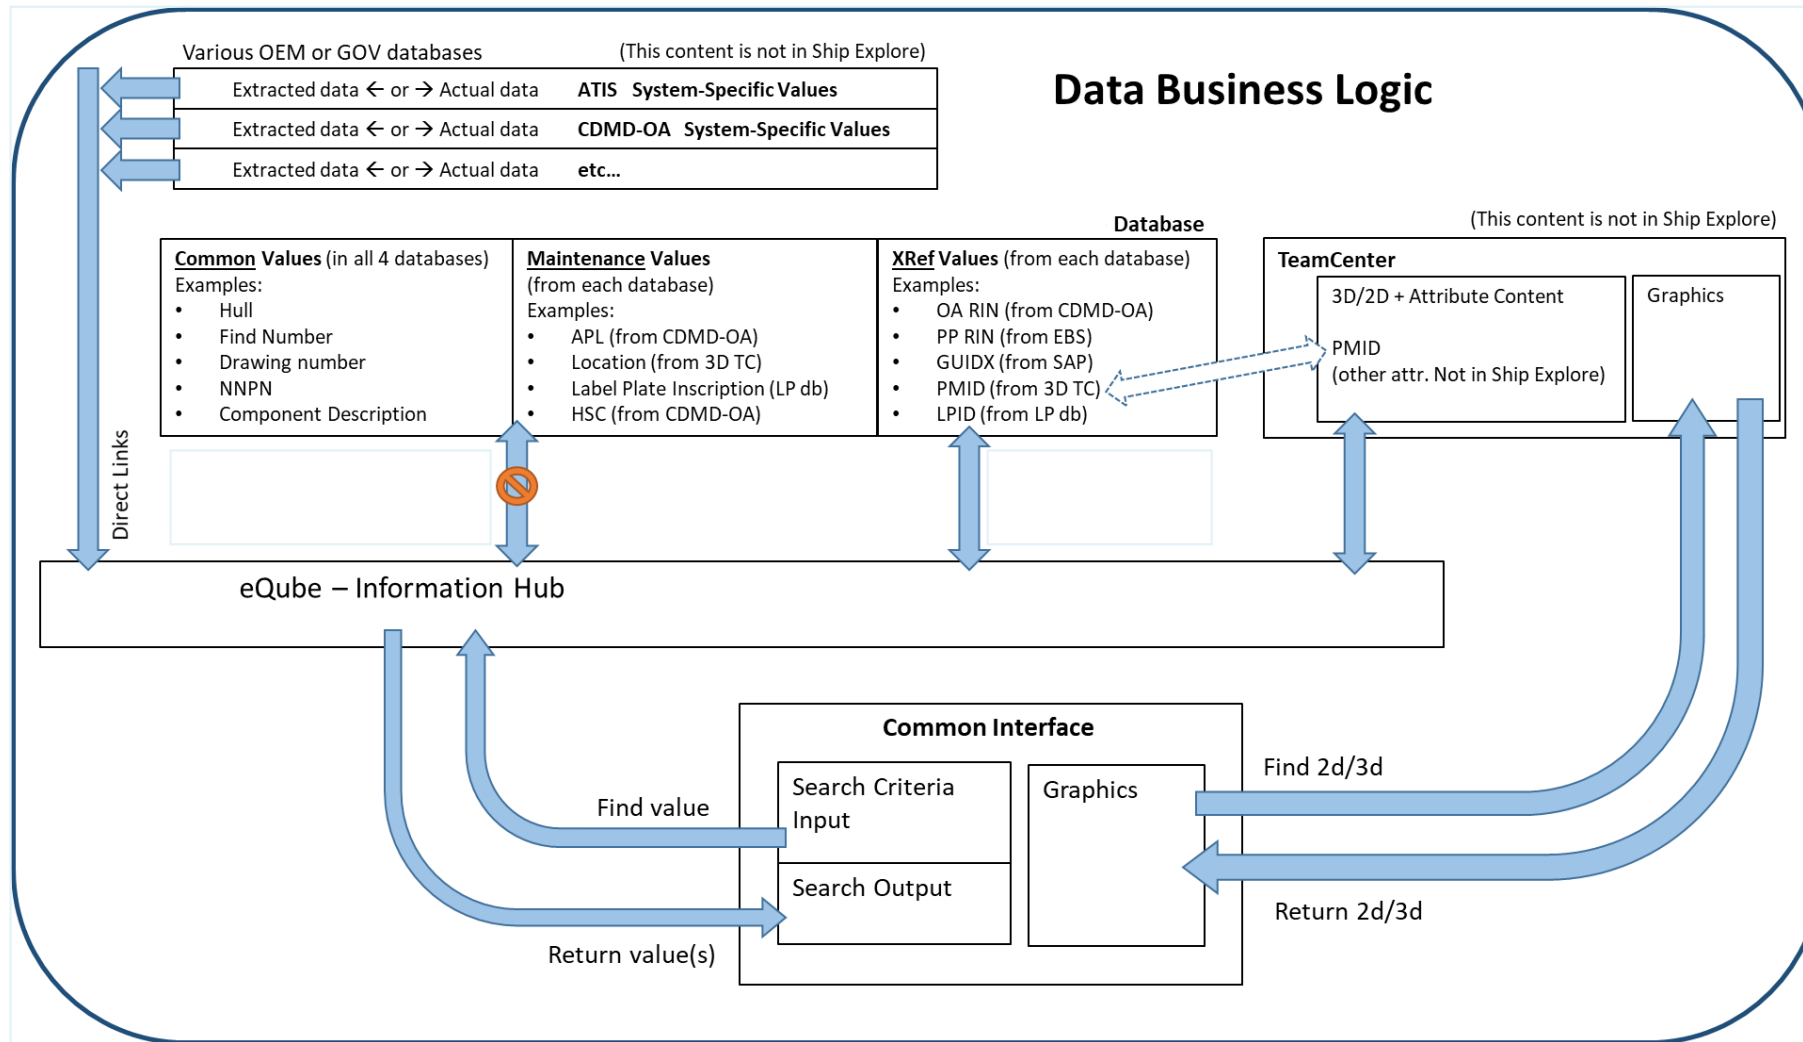 Various OEM or GOV databases
(This content is not in Ship Explore)
Extracted data ← or → Actual data ATIS System-Specific Values
Extracted data ← or → Actual data CDMD-OA System-Specific Values
Extracted data ← or → Actual data etc...
Data Business Logic
Database
Common Values (in all 4 databases)
Examples:
• Hull
• Find Number
• Drawing number
• NNPN
• Component Description
Maintenance Values
(from each database)
Examples:
• APL (from CDMD-OA)
• Location (from 3D TC)
• Label Plate Inscription (LP db)
• HSC (from CDMD-OA)
XRef Values (from each database)
Examples:
• OA RIN (from CDMD-OA)
• PP RIN (from EBS)
• GUIDX (from SAP)
• PMID (from 3D TC)
• LPID (from LP db)
(This content is not in Ship Explore)
TeamCenter
3D/2D + Attribute Content
PMID
(other attr. Not in Ship Explore)
Graphics
Direct Links
eQube – Information Hub
Common Interface
Search Criteria
Input
Search Output
Graphics
Find value
Return value(s)
Find 2d/3d
Return 2d/3d